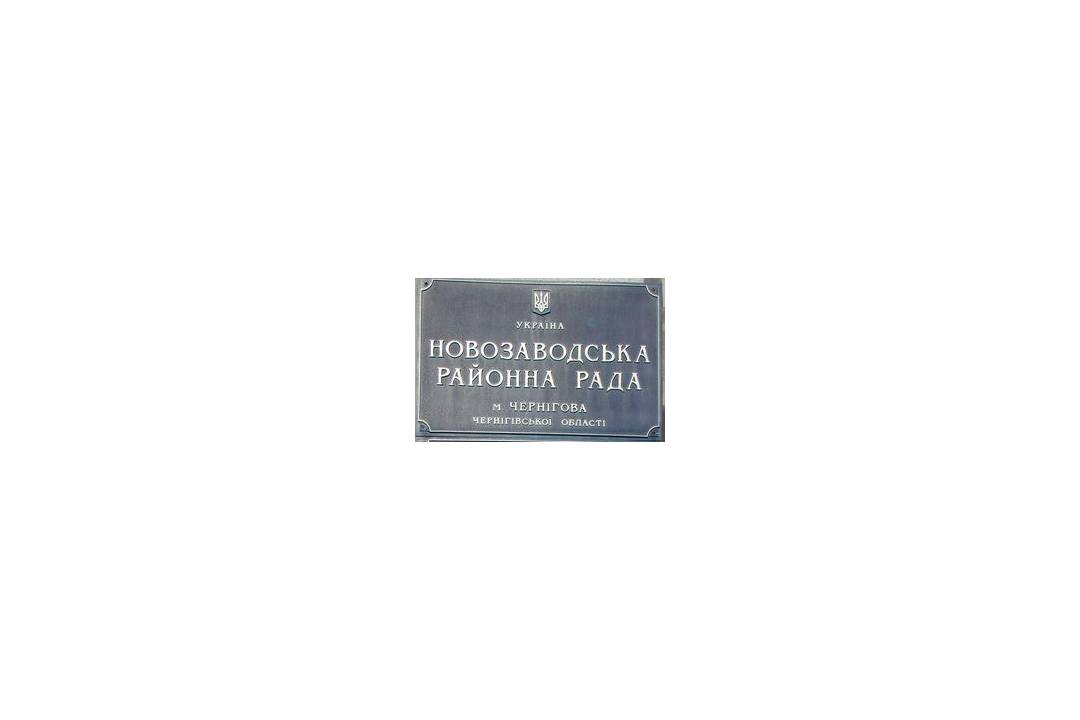 УКРАЇНА
НОВОЗАВОДСЬКА
РАЙОННА РАДА
м ЧЕРНІГОВА
ЧЕРНІГІВСЬКОЇ ОБЛАСТІ